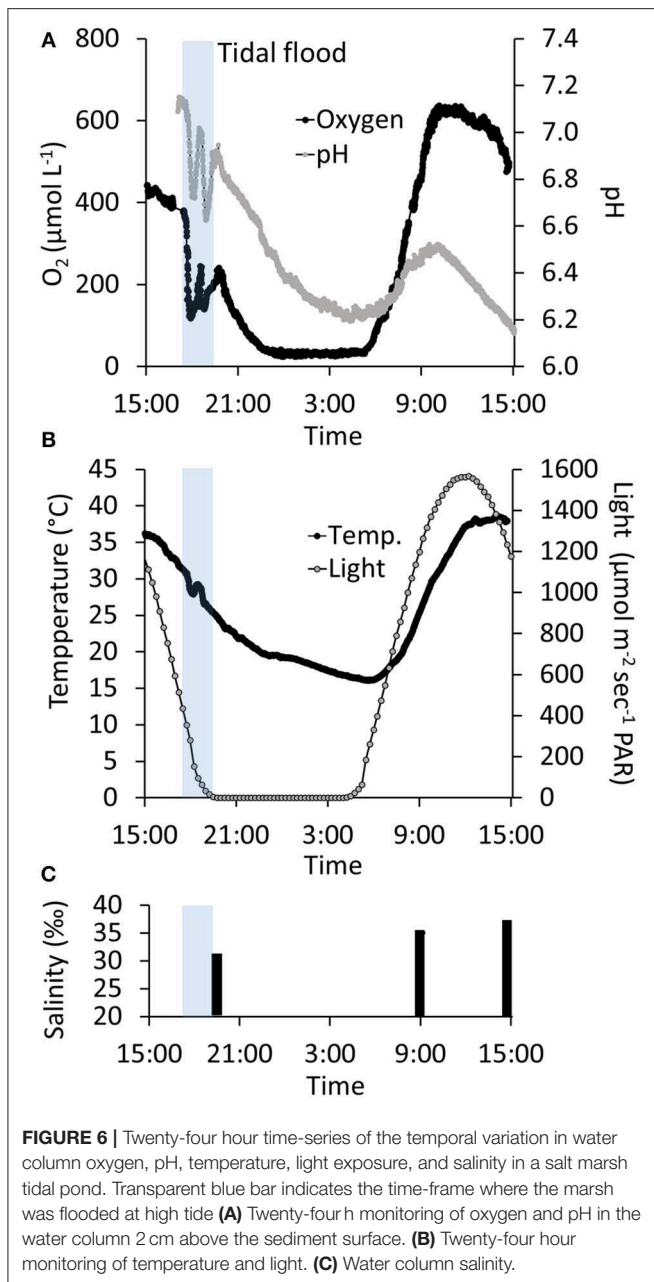 A
800
600
400
200
0
O₂ (µmol L⁻¹)
Tidal flood
Oxygen
pH
7.4
7.2
7.0
6.8
6.6
6.4
6.2
6.0
pH
15:00 21:00 3:00 9:00 15:00
Time
B
45
40
35
30
25
20
15
10
5
0
Tempperature (°C)
Temp.
Light
1600
1400
1200
1000
800
600
400
200
0
Light (µmol m⁻² sec⁻¹ PAR)
15:00 21:00 3:00 9:00 15:00
Time
C
40
35
30
25
20
Salinity (‰)
15:00 21:00 3:00 9:00 15:00
Time
FIGURE 6 | Twenty-four hour time-series of the temporal variation in water
column oxygen, pH, temperature, light exposure, and salinity in a salt marsh
tidal pond. Transparent blue bar indicates the time-frame where the marsh
was flooded at high tide (A) Twenty-four h monitoring of oxygen and pH in the
water column 2 cm above the sediment surface. (B) Twenty-four hour
monitoring of temperature and light. (C) Water column salinity.